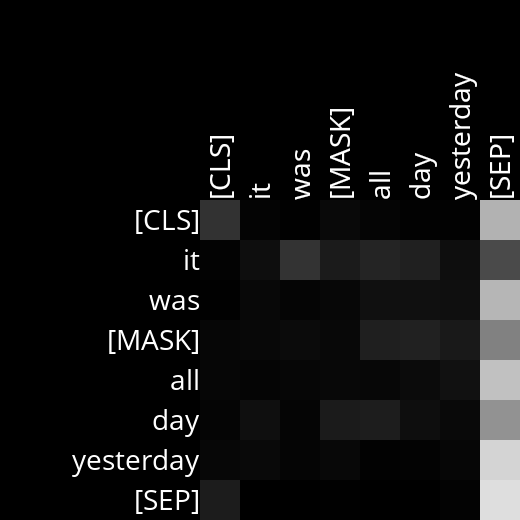 [CLS] it was [MASK] all day yesterday [SEP]
[CLS]
it
was
[MASK]
all
day
yesterday
[SEP]